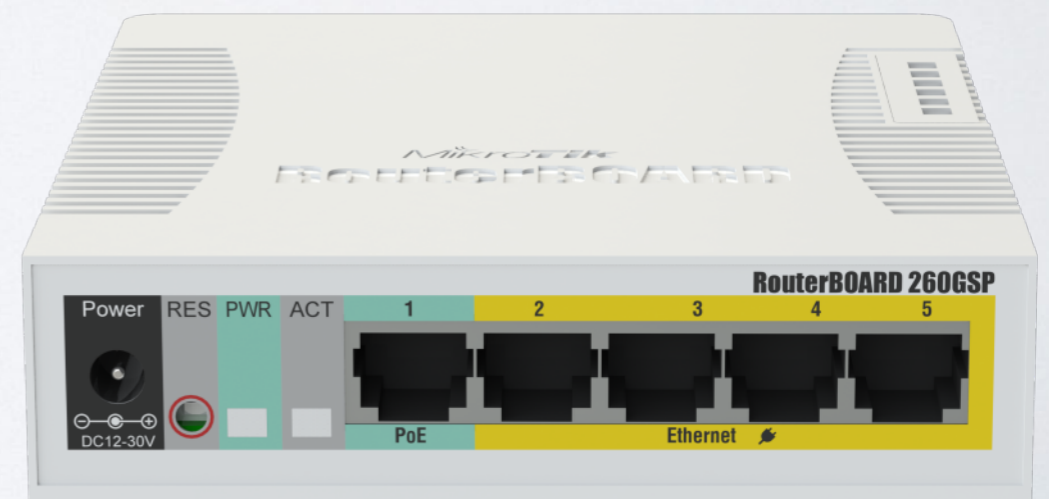 MikroTik
RouterBOARD
RouterBOARD 260GSP
Power RES PWR ACT 1 2 3 4 5
DC12-30V
PoE Ethernet